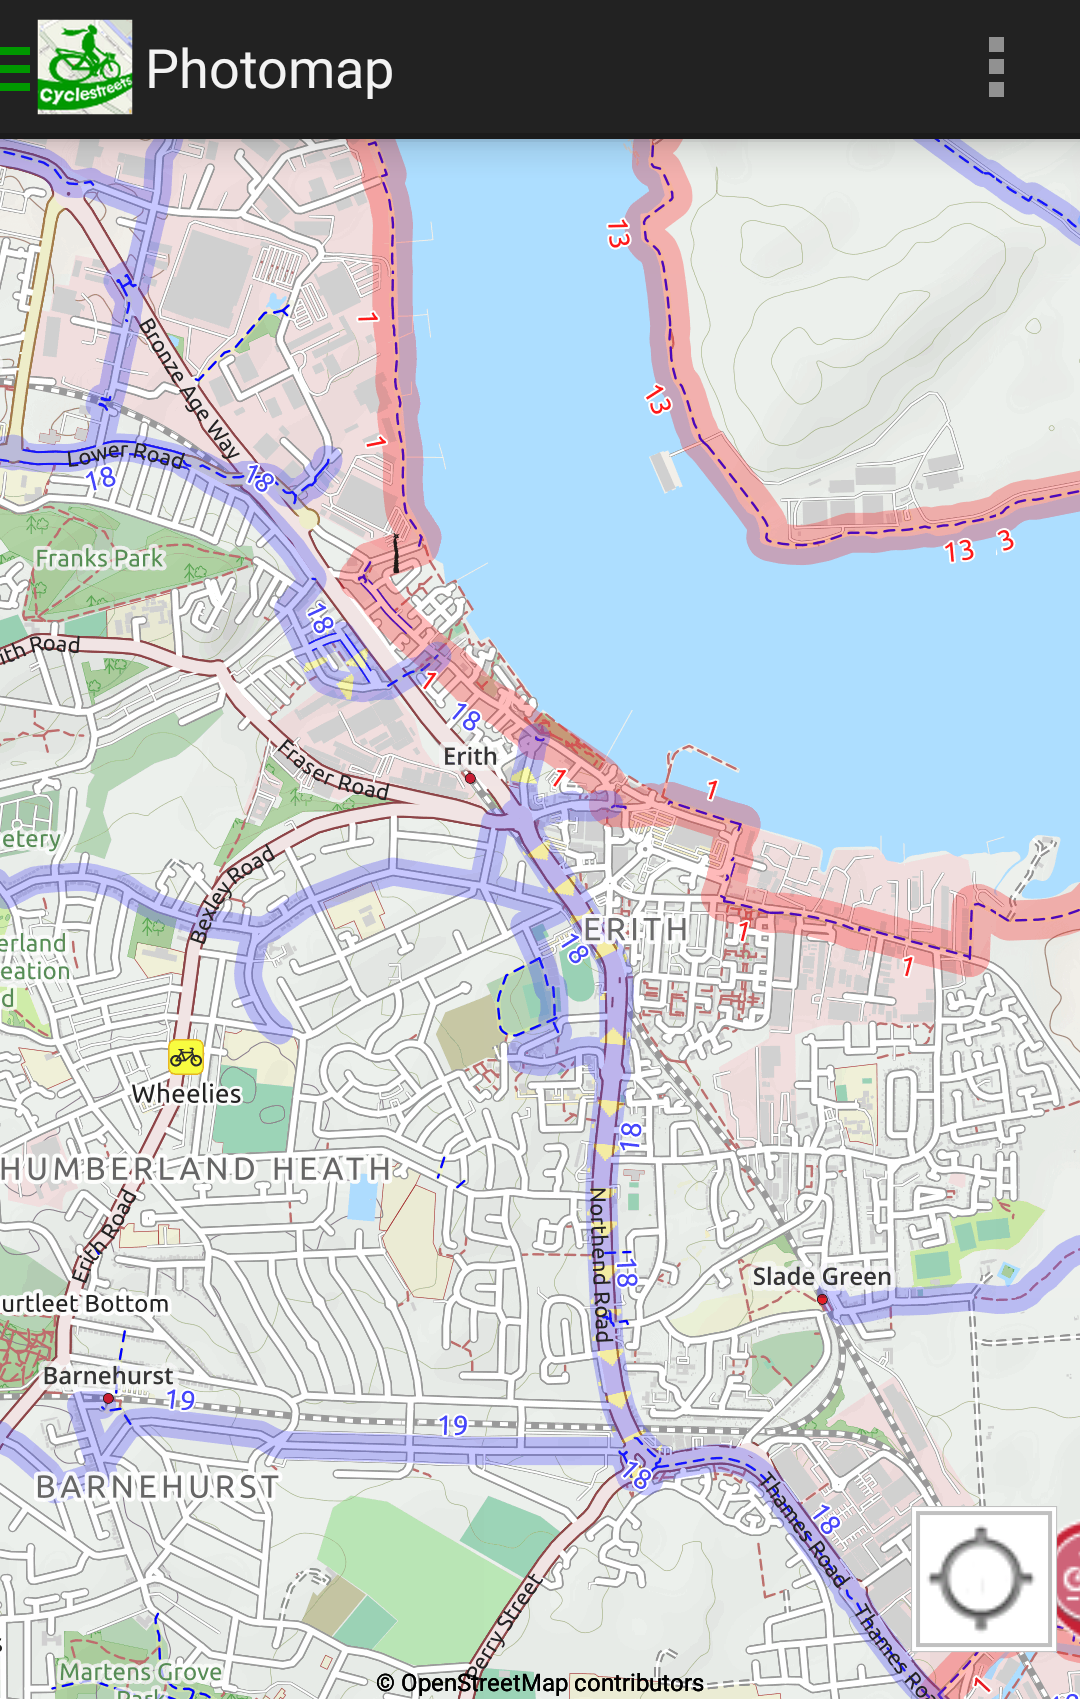 cyclestreets
Photomap
13
1
Bronze Age Way
13
1
Lower Road
18
18
13
3
Franks Park
18
ith Road
1
18
Erith
Fraser Road
1
1
etery
Bexley Road
ERITH
1
18
erland
eation
d
1
Wheelies
18
HUMBERLAND HEATH
Erith Road
Northend Road
18
Slade Green
urtleet Bottom
Barnehurst
19
19
BARNEHURST
18
Thames Road
18
Perry Street
Thames Roa
Martens Grove
Park
1
© OpenStreetMap contributors